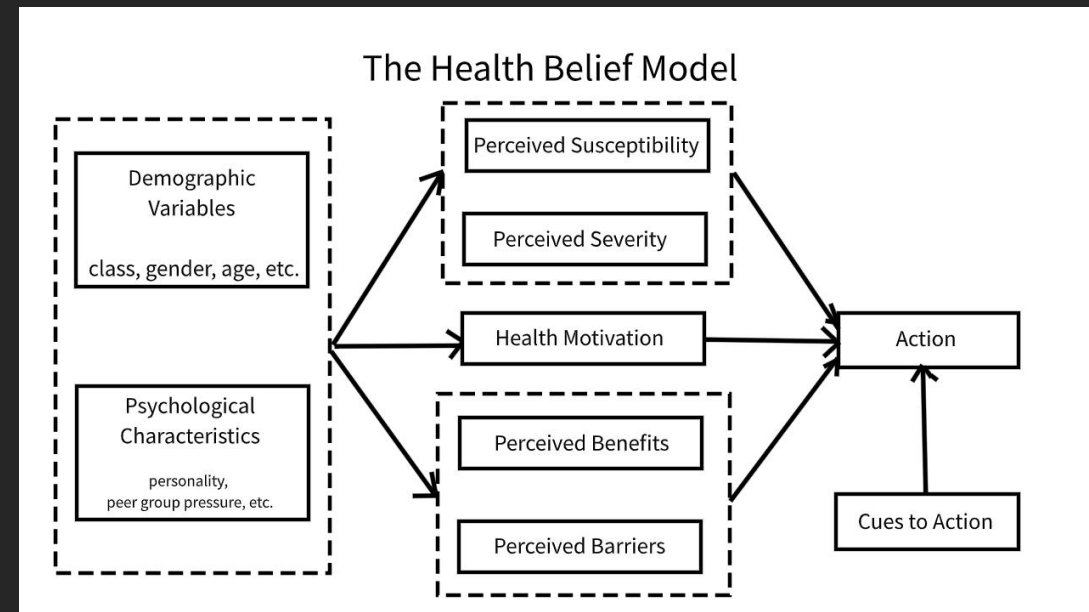 The Health Belief Model
Demographic
Variables
class, gender, age, etc.
Psychological
Characteristics
personality,
peer group pressure, etc.
Perceived Susceptibility
Perceived Severity
Health Motivation
Perceived Benefits
Perceived Barriers
Action
Cues to Action